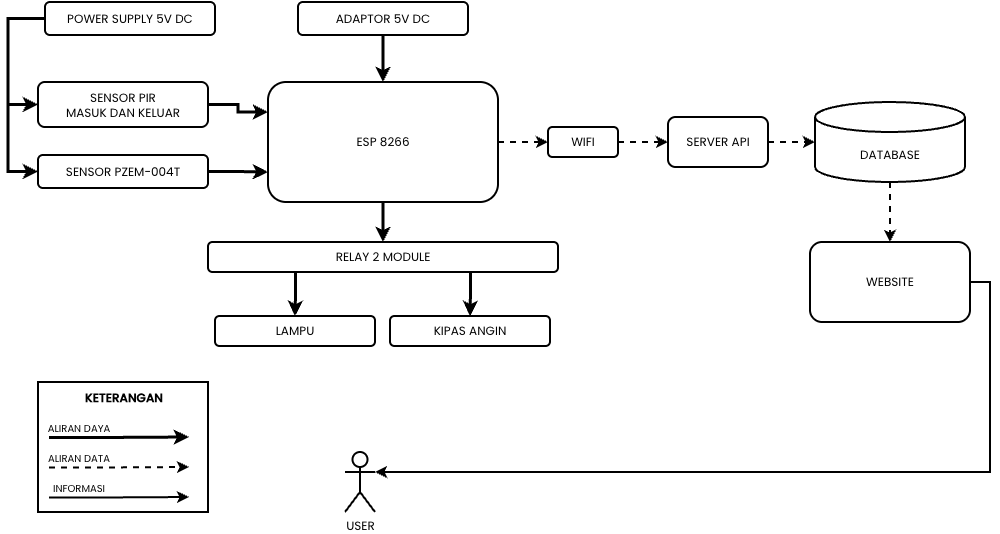 POWER SUPPLY 5V DC
ADAPTOR 5V DC
SENSOR PIR
MASUK DAN KELUAR
SENSOR PZEM-004T
ESP 8266
WIFI
SERVER API
DATABASE
RELAY 2 MODULE
LAMPU
KIPAS ANGIN
WEBSITE
KETERANGAN
ALIRAN DAYA
ALIRAN DATA
INFORMASI
USER